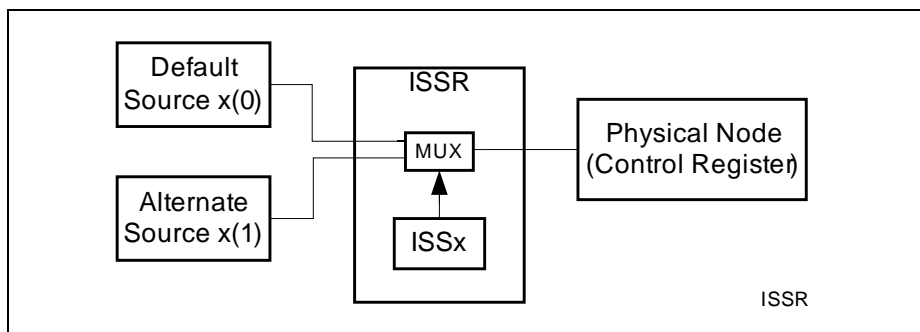 Default
Source x(0)
Alternate
Source x(1)
ISSR
MUX
ISSx
Physical Node
(Control Register)
ISSR